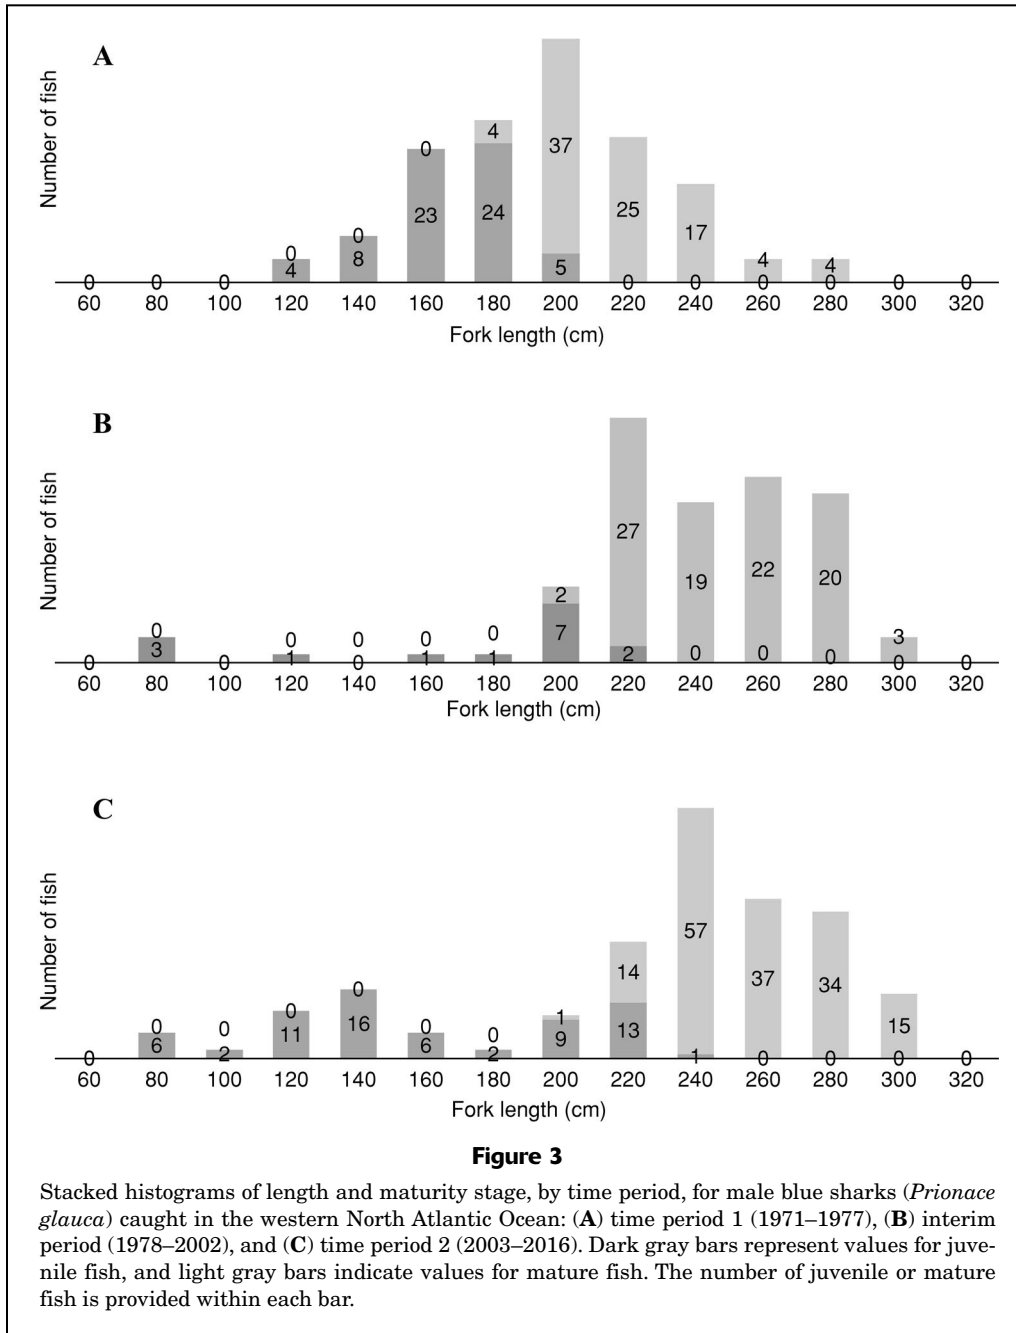 A
Number of fish
4
37
0
25
23
24
17
0
0
8
4
5
4
4
0 0 0 0 0 0 0 0 0 0
60 80 100 120 140 160 180 200 220 240 260 280 300 320
Fork length (cm)
B
Number of fish
27
22
20
19
2
0
0 0 0 0
7
3
3
0 0 1 0 1 1 2 0 0 0 0 0
60 80 100 120 140 160 180 200 220 240 260 280 300 320
Fork length (cm)
C
Number of fish
57
37
34
14
0
0
1
15
0 0 0 0
16
13
11
9
6
6
0 2 2 1 0 0 0 0
60 80 100 120 140 160 180 200 220 240 260 280 300 320
Fork length (cm)
Figure 3
Stacked histograms of length and maturity stage, by time period, for male blue sharks (Prionace
glauca) caught in the western North Atlantic Ocean: (A) time period 1 (1971–1977), (B) interim
period (1978–2002), and (C) time period 2 (2003–2016). Dark gray bars represent values for juve-
nile fish, and light gray bars indicate values for mature fish. The number of juvenile or mature
fish is provided within each bar.